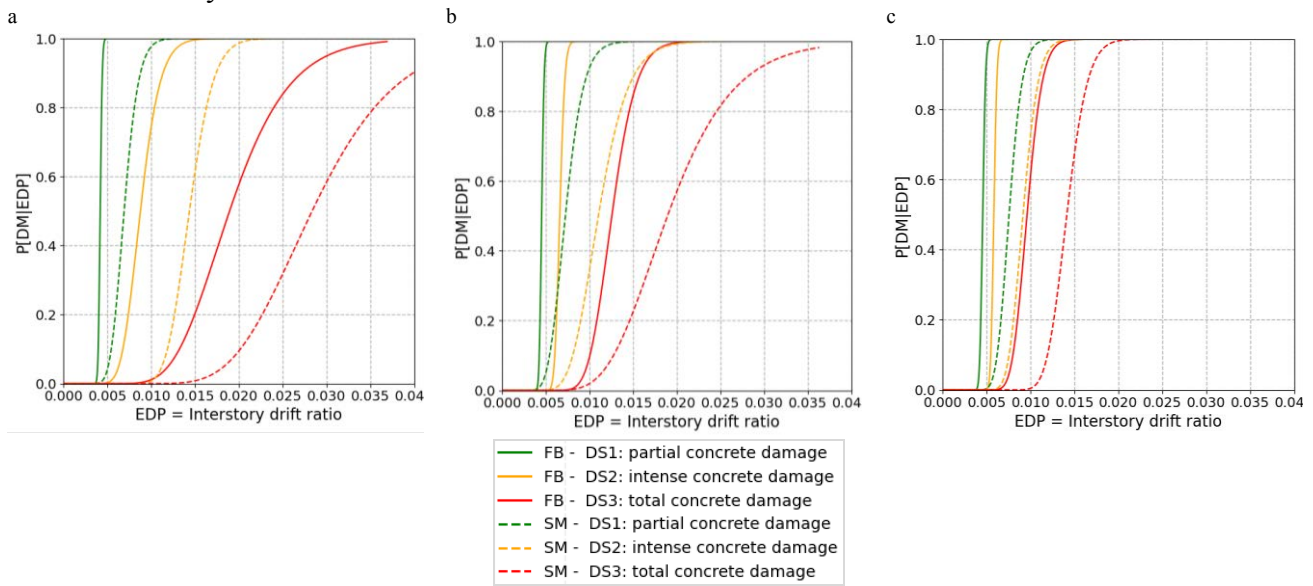 a
b
c
1.0
0.8
0.6
0.4
0.2
0.0
P[DM|EDP]
0.000 0.005 0.010 0.015 0.020 0.025 0.030 0.035 0.04
EDP = Interstory drift ratio
1.0
0.8
0.6
0.4
0.2
0.0
P[DM|EDP]
0.000 0.005 0.010 0.015 0.020 0.025 0.030 0.035 0.04
EDP = Interstory drift ratio
1.0
0.8
0.6
0.4
0.2
0.0
P[DM|EDP]
0.000 0.005 0.010 0.015 0.020 0.025 0.030 0.035 0.04
EDP = Interstory drift ratio
FB - DS1: partial concrete damage
FB - DS2: intense concrete damage
FB - DS3: total concrete damage
SM - DS1: partial concrete damage
SM - DS2: intense concrete damage
SM - DS3: total concrete damage